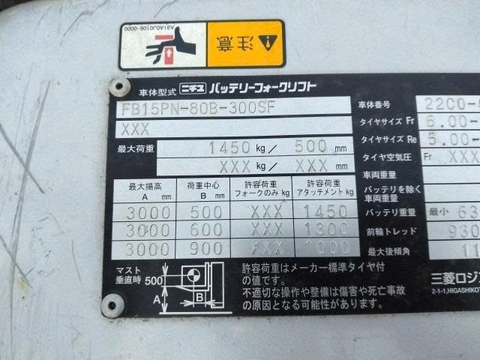 ASIA0J0106-0000
注意
車体型式 ニチユ バッテリーフォークリフト
FB15PN-80B-300SF 車体番号 22C0-
XXX タイヤサイズ Fr 6.00-
最大荷重 1450 kg / 500 mm タイヤサイズ Re 5.00-
XXX kg / XXX mm タイヤ空気圧 Fr XXX
車両重量
最大揚高 A mm 荷重中心 B mm 許容荷重 フォークのみ kg 許容荷重 アタッチメント kg バッテリを除く 車両重量
3000 500 XXX 1450 バッテリ重量 最小 63
3000 600 XXX 1300 前輪トレッド 930
3000 900 XXX 1000 最大後傾角 11
マスト
垂直時 500
A
B
許容荷重はメーカー標準タイヤ付
の値です。
不適切な操作や整備は傷害や死亡事故
の原因となる可能性があります。
三菱ロジ
2-1-1,HIGASHIKOT